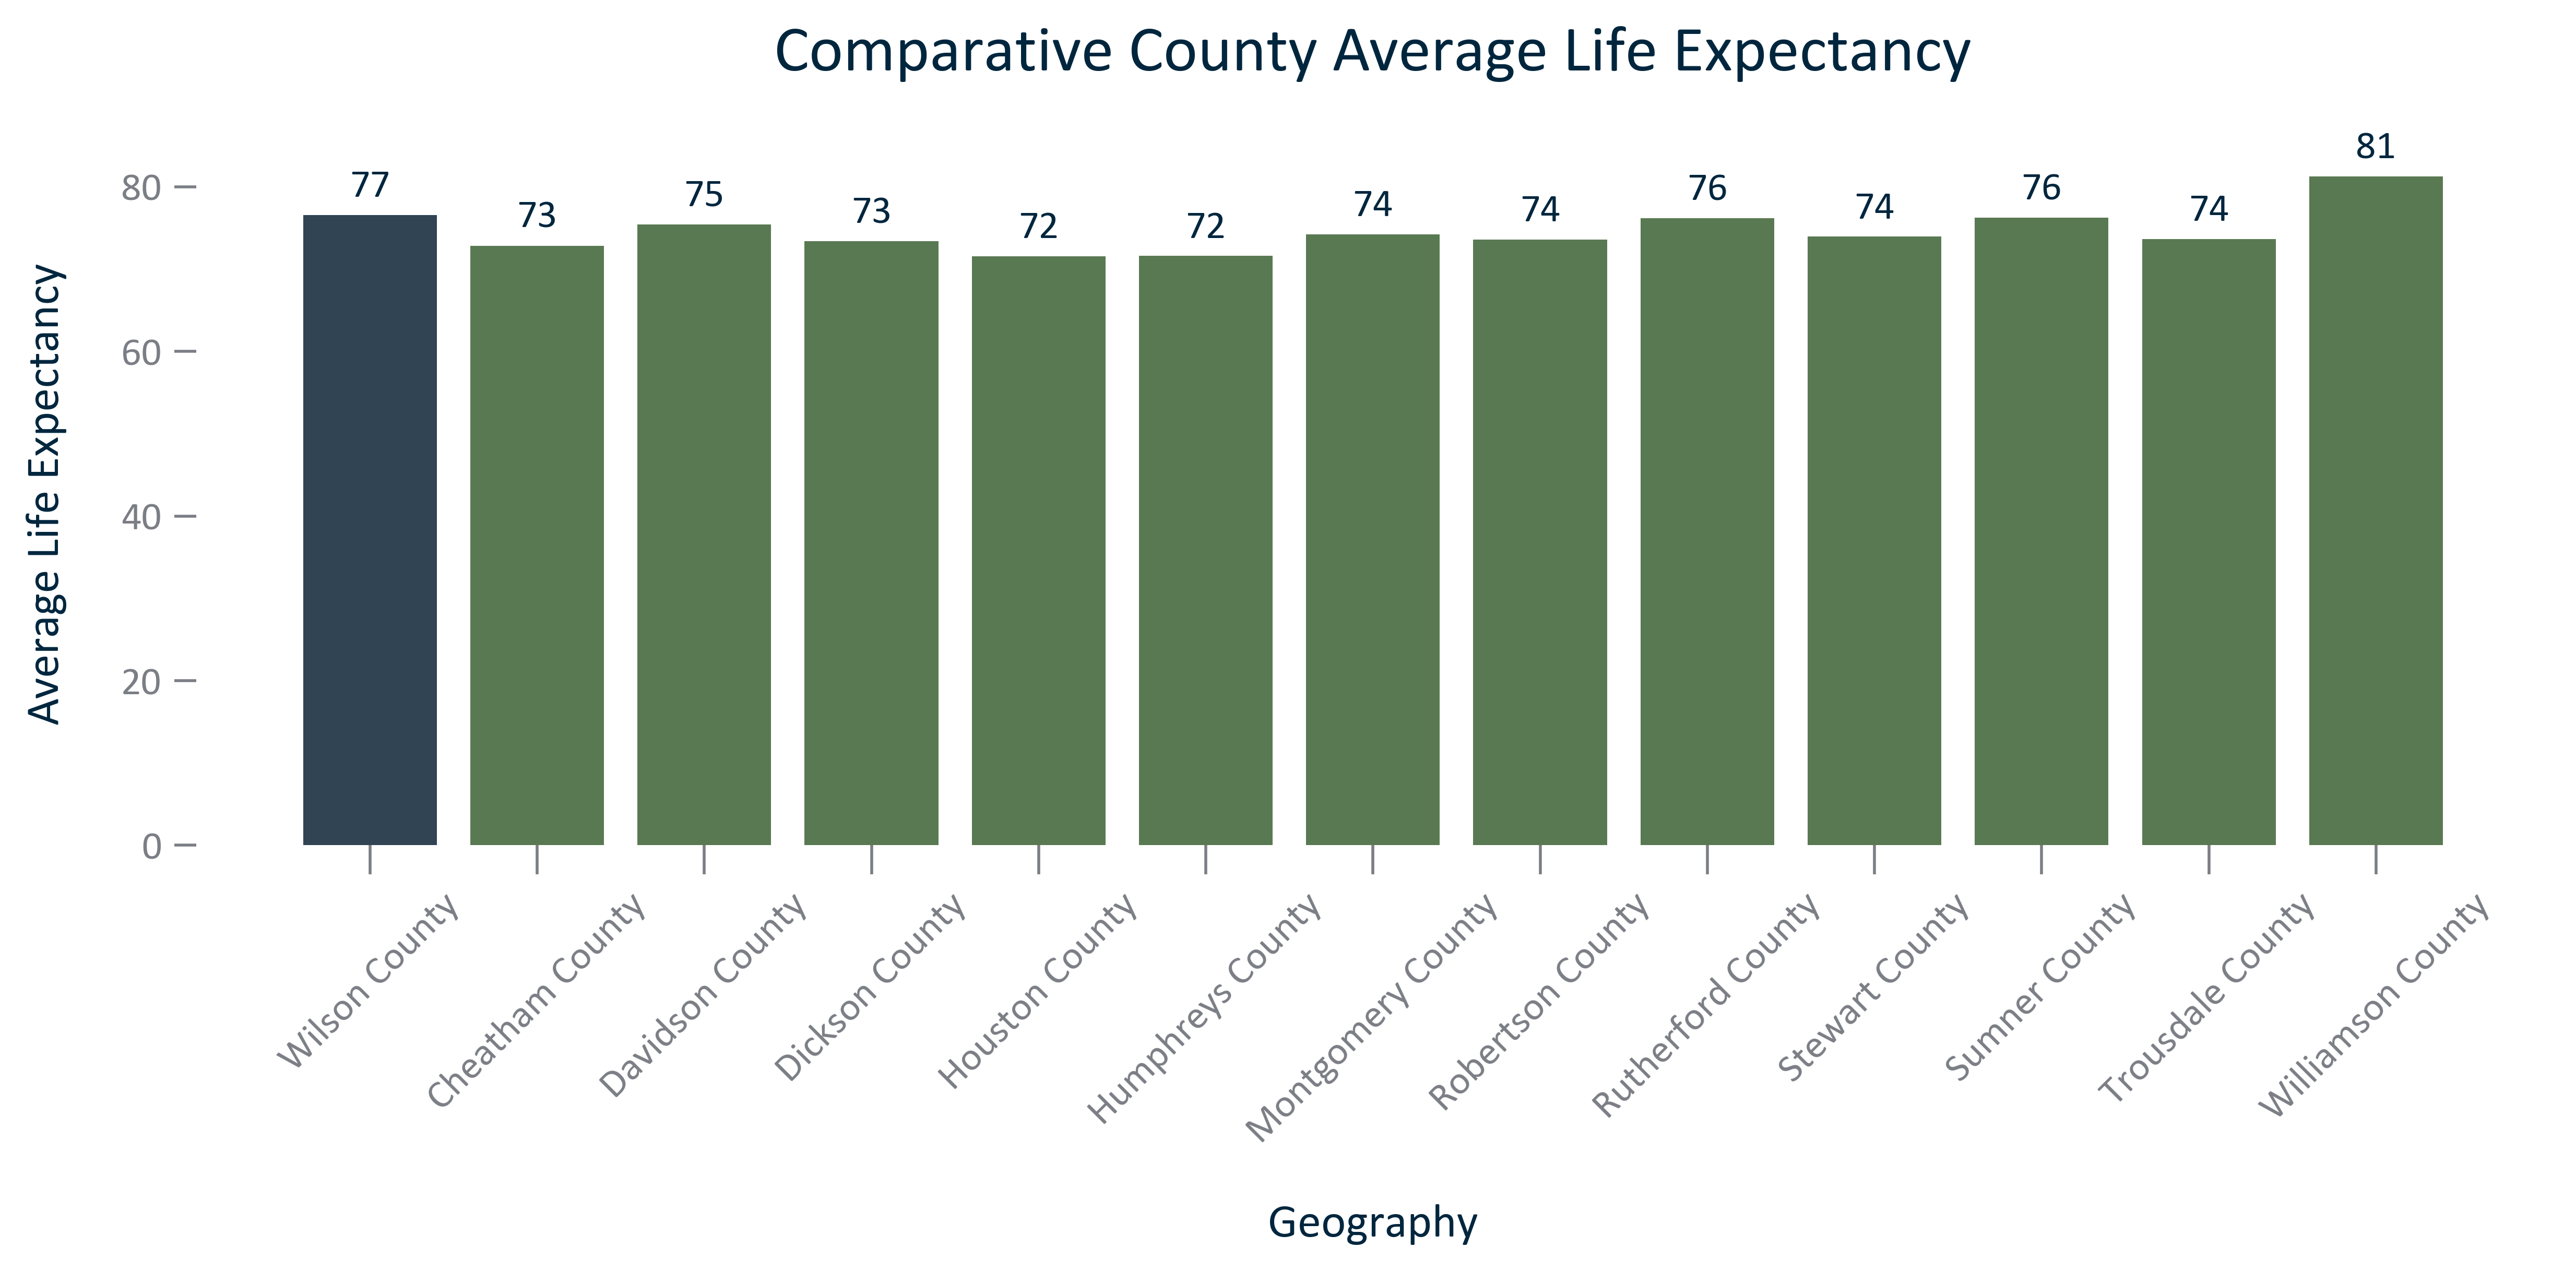 Comparative County Average Life Expectancy
Average Life Expectancy
80
60
40
20
0
77
73
75
73
72
72
74
74
76
74
76
74
81
Wilson County
Cheatham County
Davidson County
Dickson County
Houston County
Humphreys County
Montgomery County
Robertson County
Rutherford County
Stewart County
Sumner County
Trousdale County
Williamson County
Geography